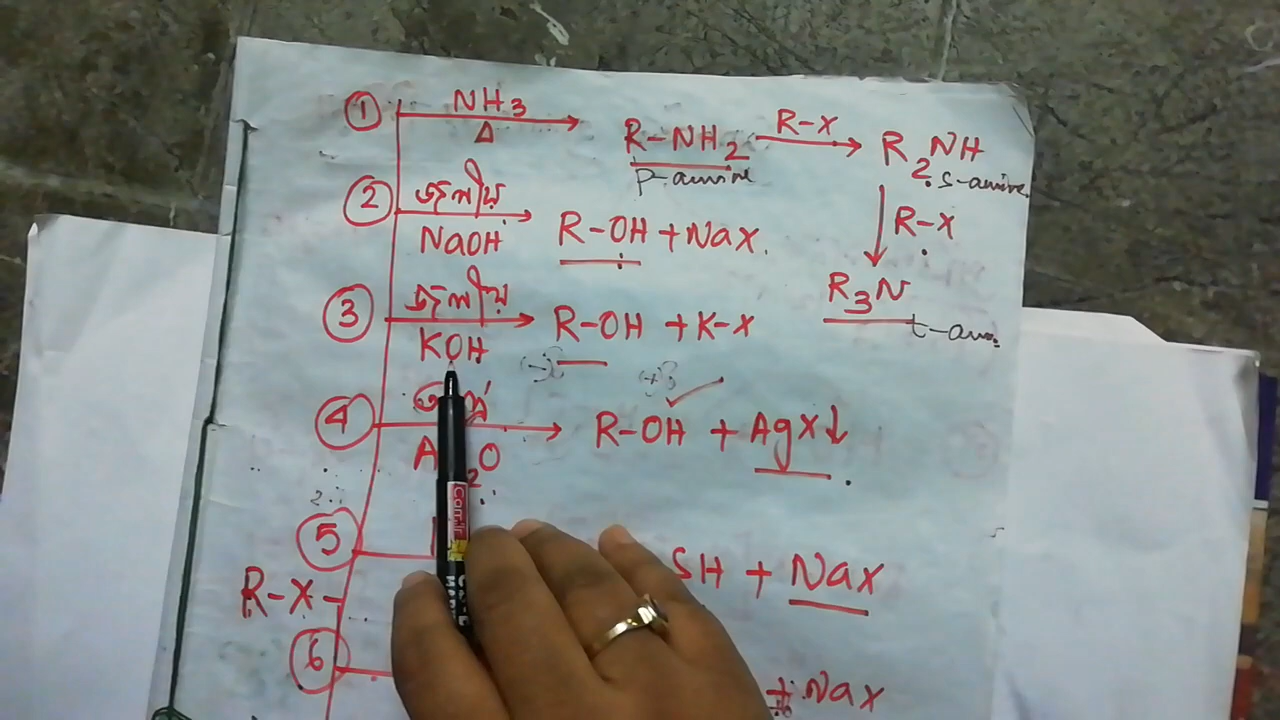 ① NH3 Δ R-NH2 R-X R2NH
p-amine s-amine
② জলীয় NaOH R-OH + NaX
R-X
③ জলীয় KOH R-OH + K-X R3N
④ R-OH + AgX↓
⑤ SH + NaX
R-X
⑥ + NaX